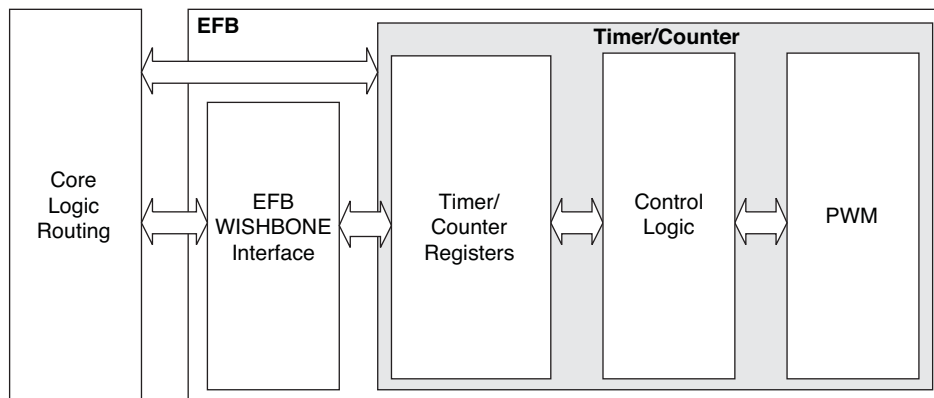 EFB
Timer/Counter
Core
Logic
Routing
EFB
WISHBONE
Interface
Timer/
Counter
Registers
Control
Logic
PWM